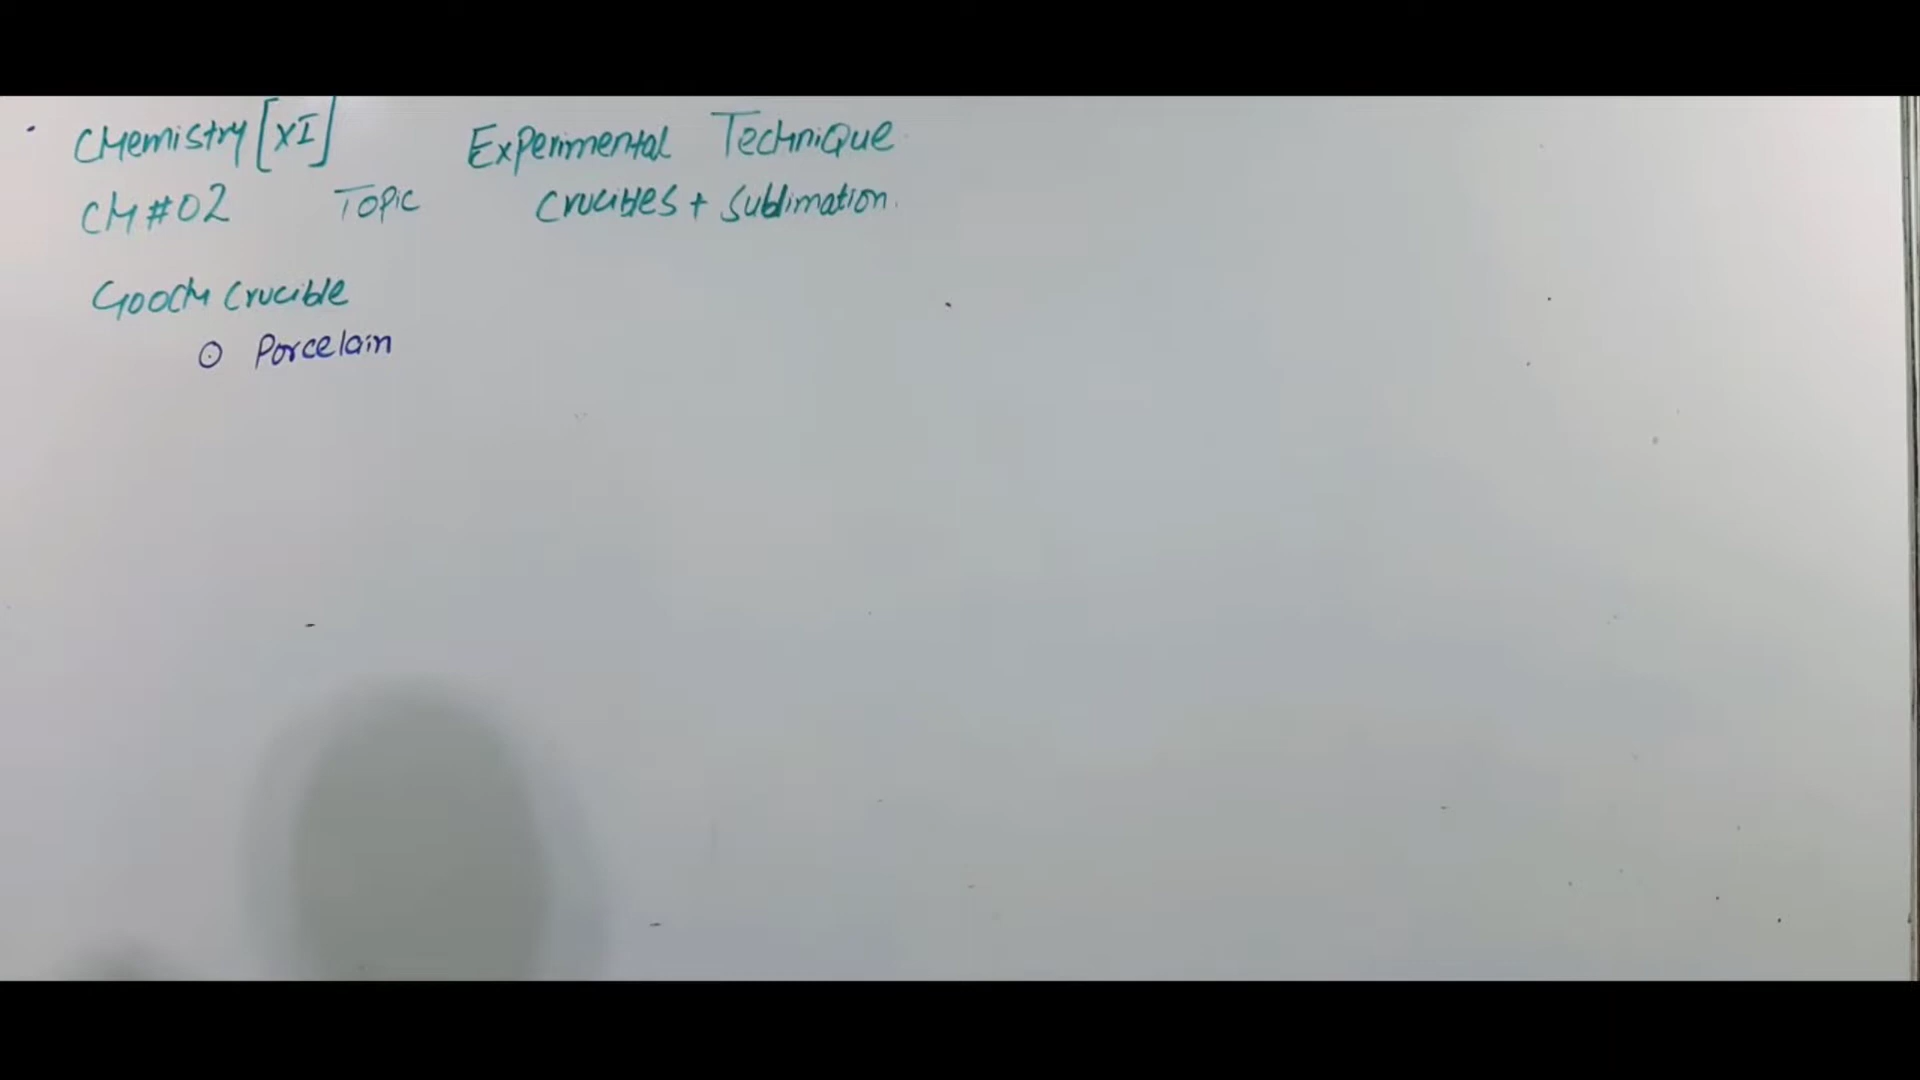 Chemistry [XI] Experimental Technique
CH#02 Topic Crucibles + Sublimation.
Gooch Crucible
⊙ Porcelain